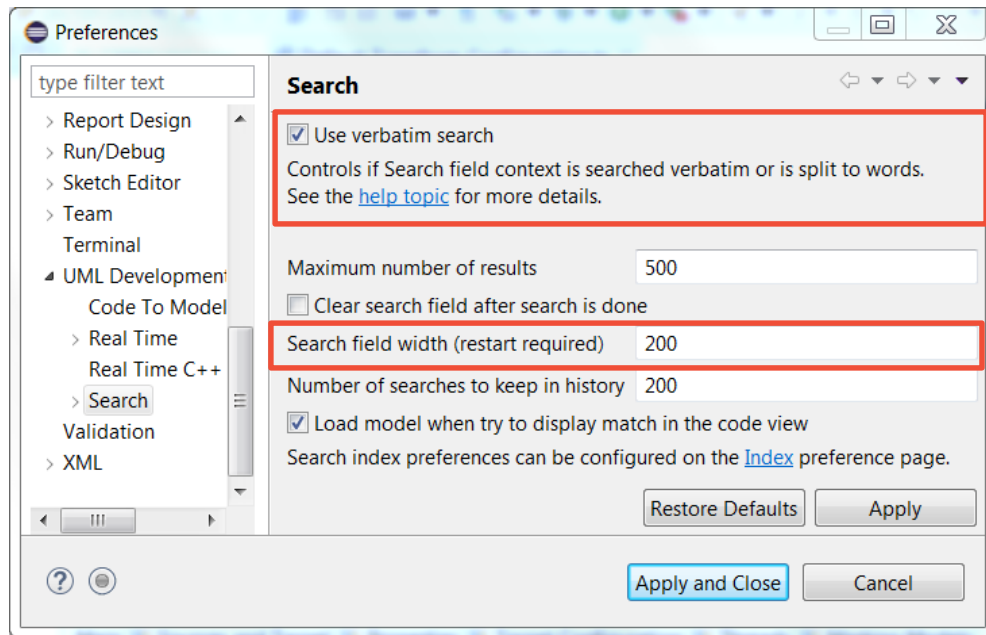 Preferences
type filter text
Report Design
Run/Debug
Sketch Editor
Team
Terminal
UML Development
Code To Model
Real Time
Real Time C++
Search
Validation
XML
Search
Use verbatim search
Controls if Search field context is searched verbatim or is split to words.
See the help topic for more details.
Maximum number of results 500
Clear search field after search is done
Search field width (restart required) 200
Number of searches to keep in history 200
Load model when try to display match in the code view
Search index preferences can be configured on the Index preference page.
Restore Defaults Apply
Apply and Close Cancel